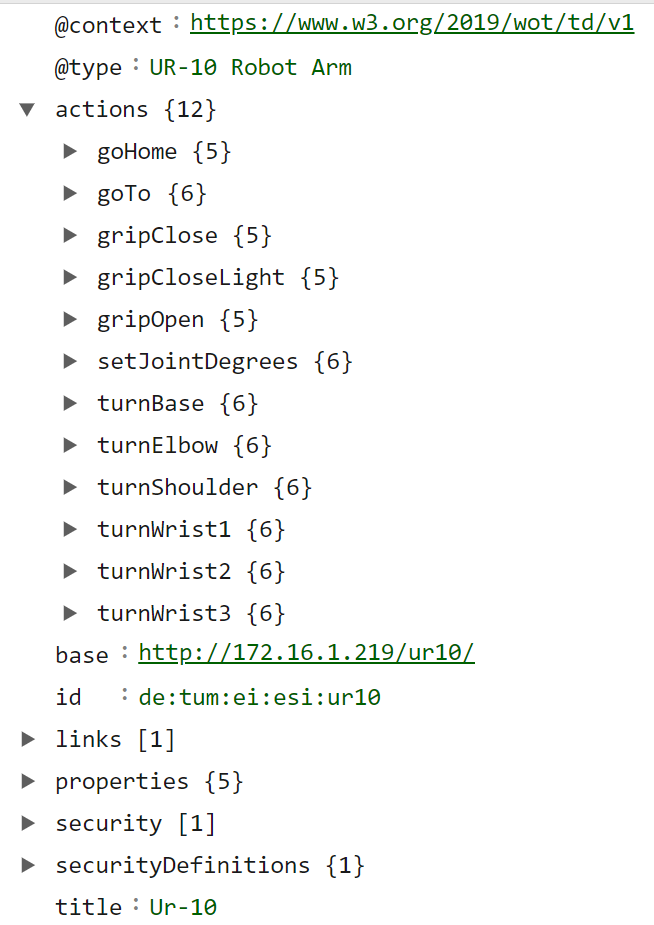 @context : https://www.w3.org/2019/wot/td/v1
@type : UR-10 Robot Arm
actions {12}
goHome {5}
goTo {6}
gripClose {5}
gripCloseLight {5}
gripOpen {5}
setJointDegrees {6}
turnBase {6}
turnElbow {6}
turnShoulder {6}
turnWrist1 {6}
turnWrist2 {6}
turnWrist3 {6}
base : http://172.16.1.219/ur10/
id : de:tum:ei:esi:ur10
links [1]
properties {5}
security [1]
securityDefinitions {1}
title : Ur-10